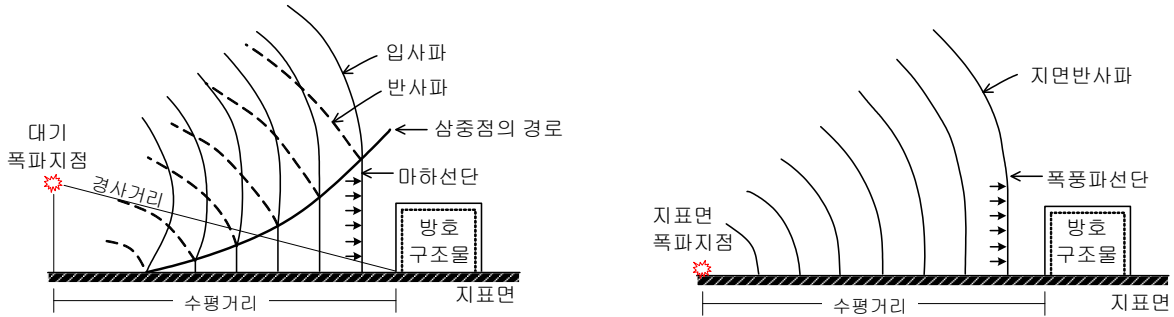 입사파
반사파
삼중점의 경로
대기
폭파지점
경사거리
마하선단
방호
구조물
수평거리
지표면
지면반사파
폭풍파선단
지표면
폭파지점
방호
구조물
수평거리
지표면